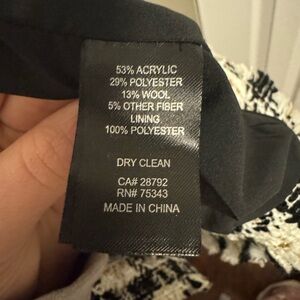 53% ACRYLIC
29% POLYESTER
13% WOOL
5% OTHER FIBER
LINING
100% POLYESTER
DRY CLEAN
CA# 28792
RN# 75343
MADE IN CHINA